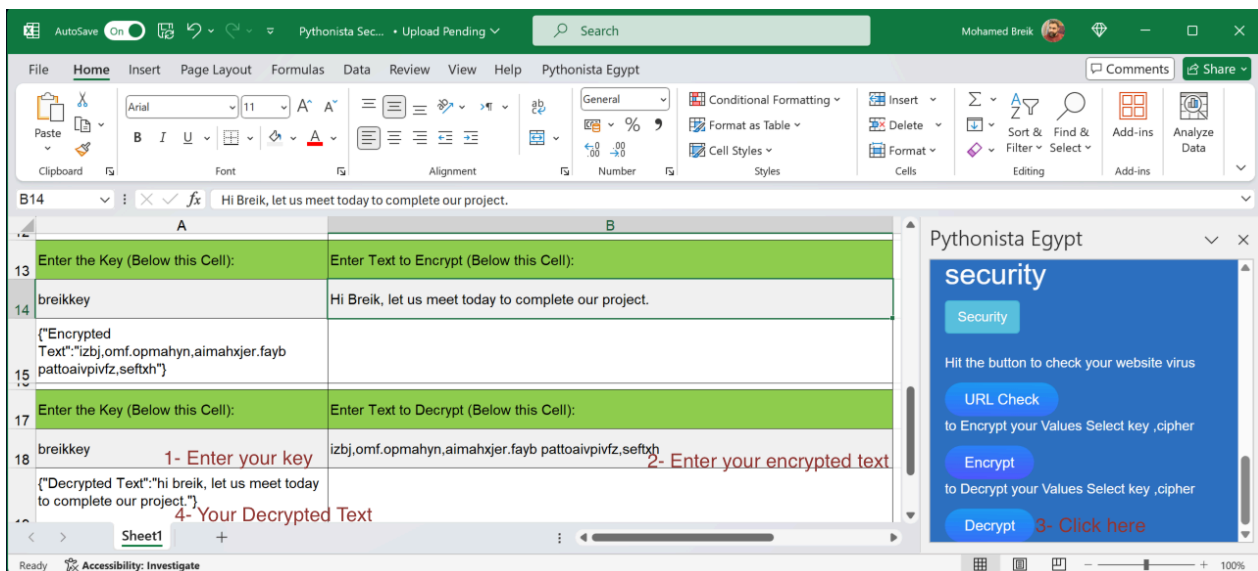 AutoSave On Pythonista Sec... • Upload Pending Search Mohamed Breik
File Home Insert Page Layout Formulas Data Review View Help Pythonista Egypt Comments Share
Paste
Clipboard
Arial 11
B I U A
Font
ab
Alignment
General
% 9
Number
Conditional Formatting
Format as Table
Cell Styles
Styles
Insert
Delete
Format
Cells
Sort & Filter
Find & Select
Editing
Add-ins
Add-ins
Analyze Data
B14 fx Hi Breik, let us meet today to complete our project.
A B
13 Enter the Key (Below this Cell): Enter Text to Encrypt (Below this Cell):
14 breikkey Hi Breik, let us meet today to complete our project.
{"Encrypted
Text":"izbj,omf.opmahyn,aimahxjer.fayb
15 pattoaivpivfz,seftxh"}
17 Enter the Key (Below this Cell): Enter Text to Decrypt (Below this Cell):
18 breikkey izbj,omf.opmahyn,aimahxjer.fayb pattoaivpivfz,seftxh
1- Enter your key 2- Enter your encrypted text
{"Decrypted Text":"hi breik, let us meet today
to complete our project."}
4- Your Decrypted Text
Sheet1
Pythonista Egypt
security
Security
Hit the button to check your website virus
URL Check
to Encrypt your Values Select key ,cipher
Encrypt
to Decrypt your Values Select key ,cipher
Decrypt 3- Click here
Ready Accessibility: Investigate 100%